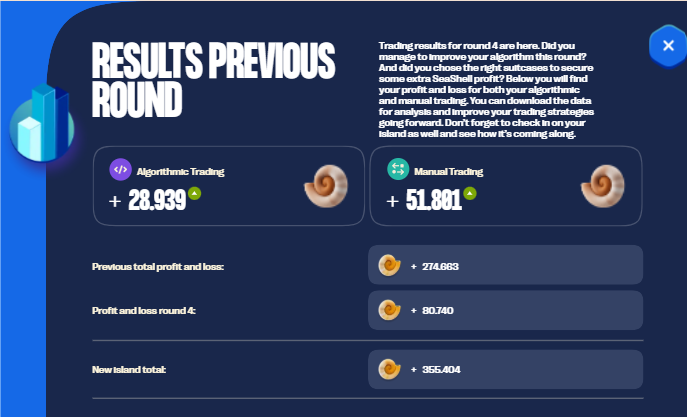 RESULTS PREVIOUS
ROUND
Trading results for round 4 are here. Did you
manage to improve your algorithm this round?
And did you chose the right suitcases to secure
some extra SeaShell profit? Below you will find
your profit and loss for both your algorithmic
and manual trading. You can download the data
for analysis and improve your trading strategies
going forward. Don't forget to check in on your
island as well and see how it's coming along.
Algorithmic Trading
+ 28.939
Manual Trading
+ 51.801
Previous total profit and loss:
+ 274.663
Profit and loss round 4:
+ 80.740
New island total:
+ 355.404